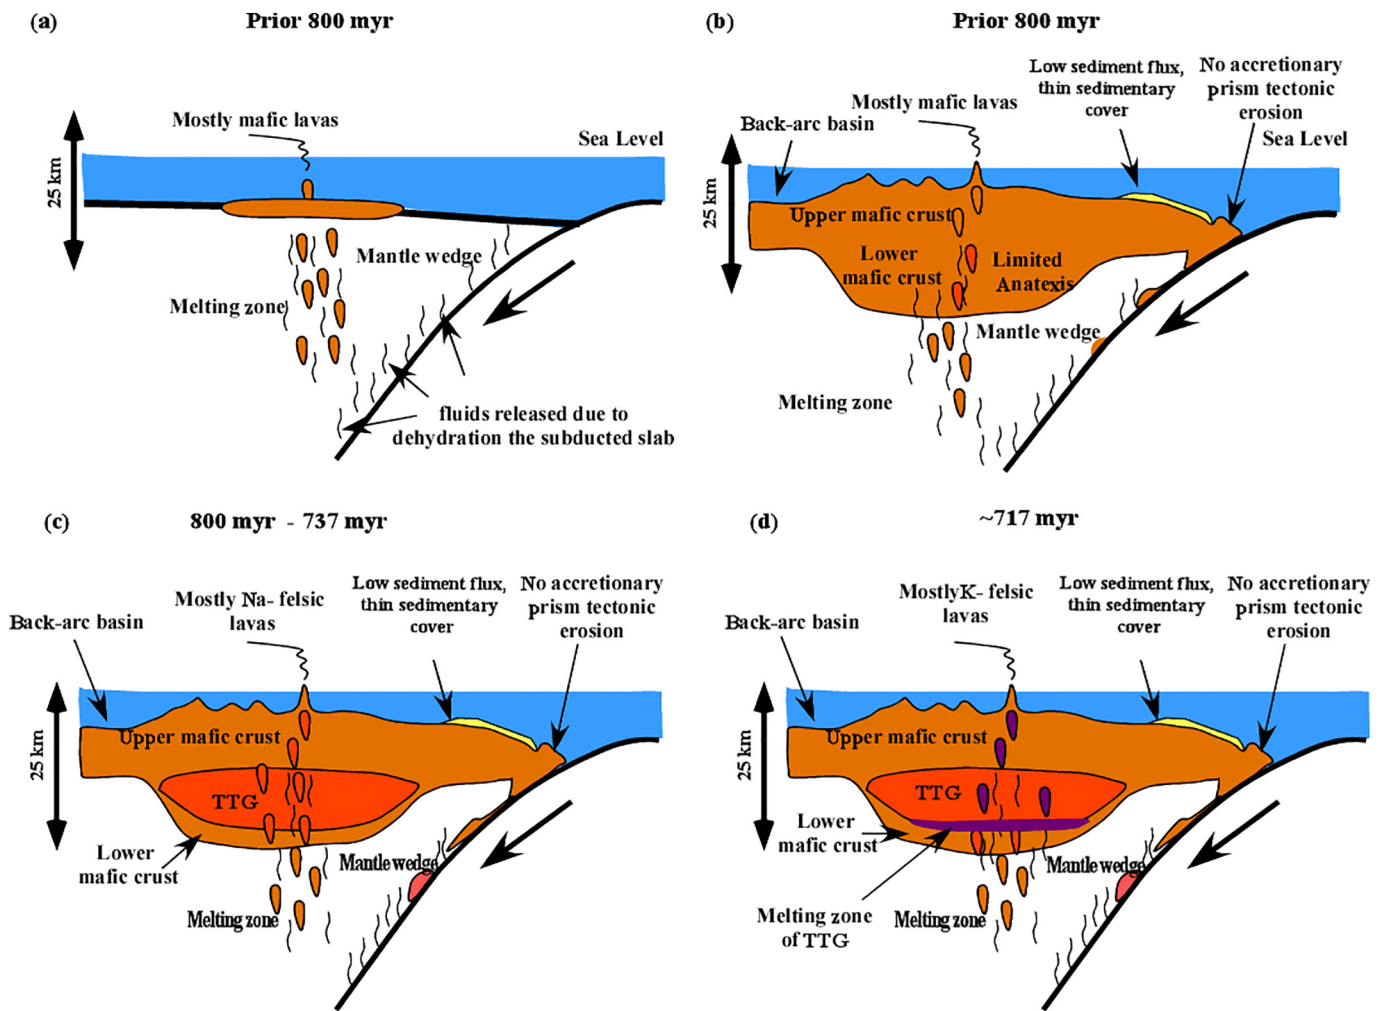 (a)
Prior 800 myr
Mostly mafic lavas
Sea Level
25 km
Mantle wedge
Melting zone
fluids released due to
dehydration the subducted slab
(b)
Prior 800 myr
Low sediment flux,
thin sedimentary
cover
No accretionary
prism tectonic
erosion
Mostly mafic lavas
Back-arc basin
Sea Level
25 km
Upper mafic crust
Lower
mafic crust
Limited
Anatexis
Mantle wedge
Melting zone
(c)
800 myr - 737 myr
Mostly Na- felsic
lavas
Low sediment flux,
thin sedimentary
cover
No accretionary
prism tectonic
erosion
Back-arc basin
25 km
Upper mafic crust
TTG
Lower
mafic crust
Mantle wedge
Melting zone
(d)
~717 myr
MostlyK- felsic
lavas
Low sediment flux,
thin sedimentary
cover
No accretionary
prism tectonic
erosion
Back-arc basin
25 km
Upper mafic crust
TTG
Lower
mafic crust
Mantle wedge
Melting zone
of TTG
Melting zone